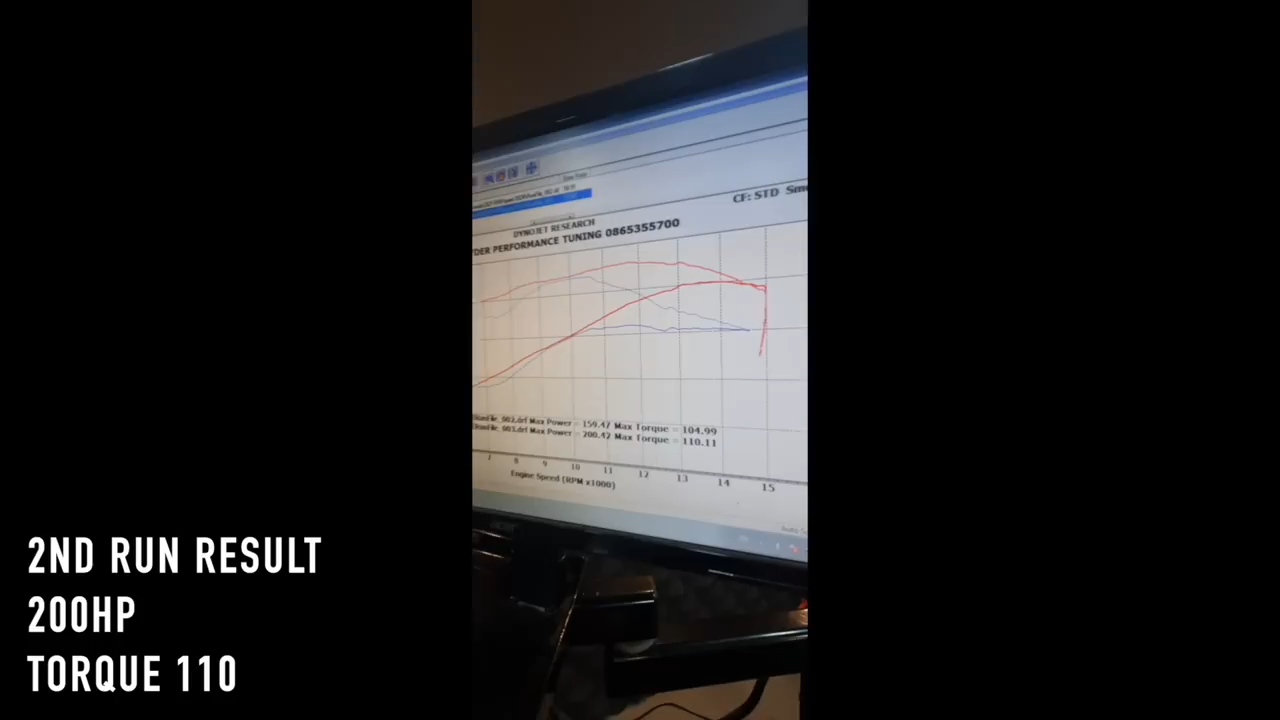 CF: STD
DYNOJET RESEARCH
PERFORMANCE TUNING 0865355700
Max Power = 159.47 Max Torque = 104.99
Max Power = 200.42 Max Torque = 110.11
7 8 9 10 11 12 13 14 15
Engine Speed (RPM x1000)
2ND RUN RESULT
200HP
TORQUE 110